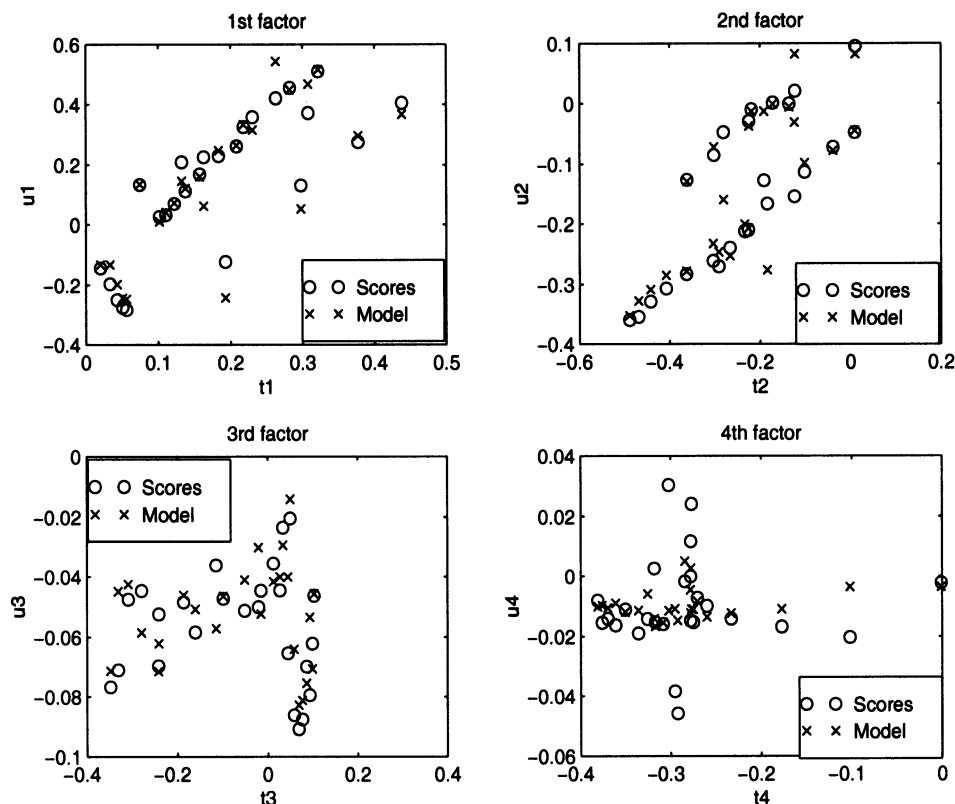 1st factor
0.6
0.4
0.2
0
−0.2
−0.4
u1
0
0.1
0.2
0.3
0.4
0.5
t1
Scores
Model
2nd factor
0.1
0
−0.1
−0.2
−0.3
−0.4
u2
−0.6
−0.4
−0.2
0
0.2
t2
Scores
Model
3rd factor
0
−0.02
−0.04
−0.06
−0.08
−0.1
u3
−0.4
−0.2
0
0.2
0.4
t3
Scores
Model
4th factor
0.04
0.02
0
−0.02
−0.04
−0.06
u4
−0.4
−0.3
−0.2
−0.1
0
t4
Scores
Model